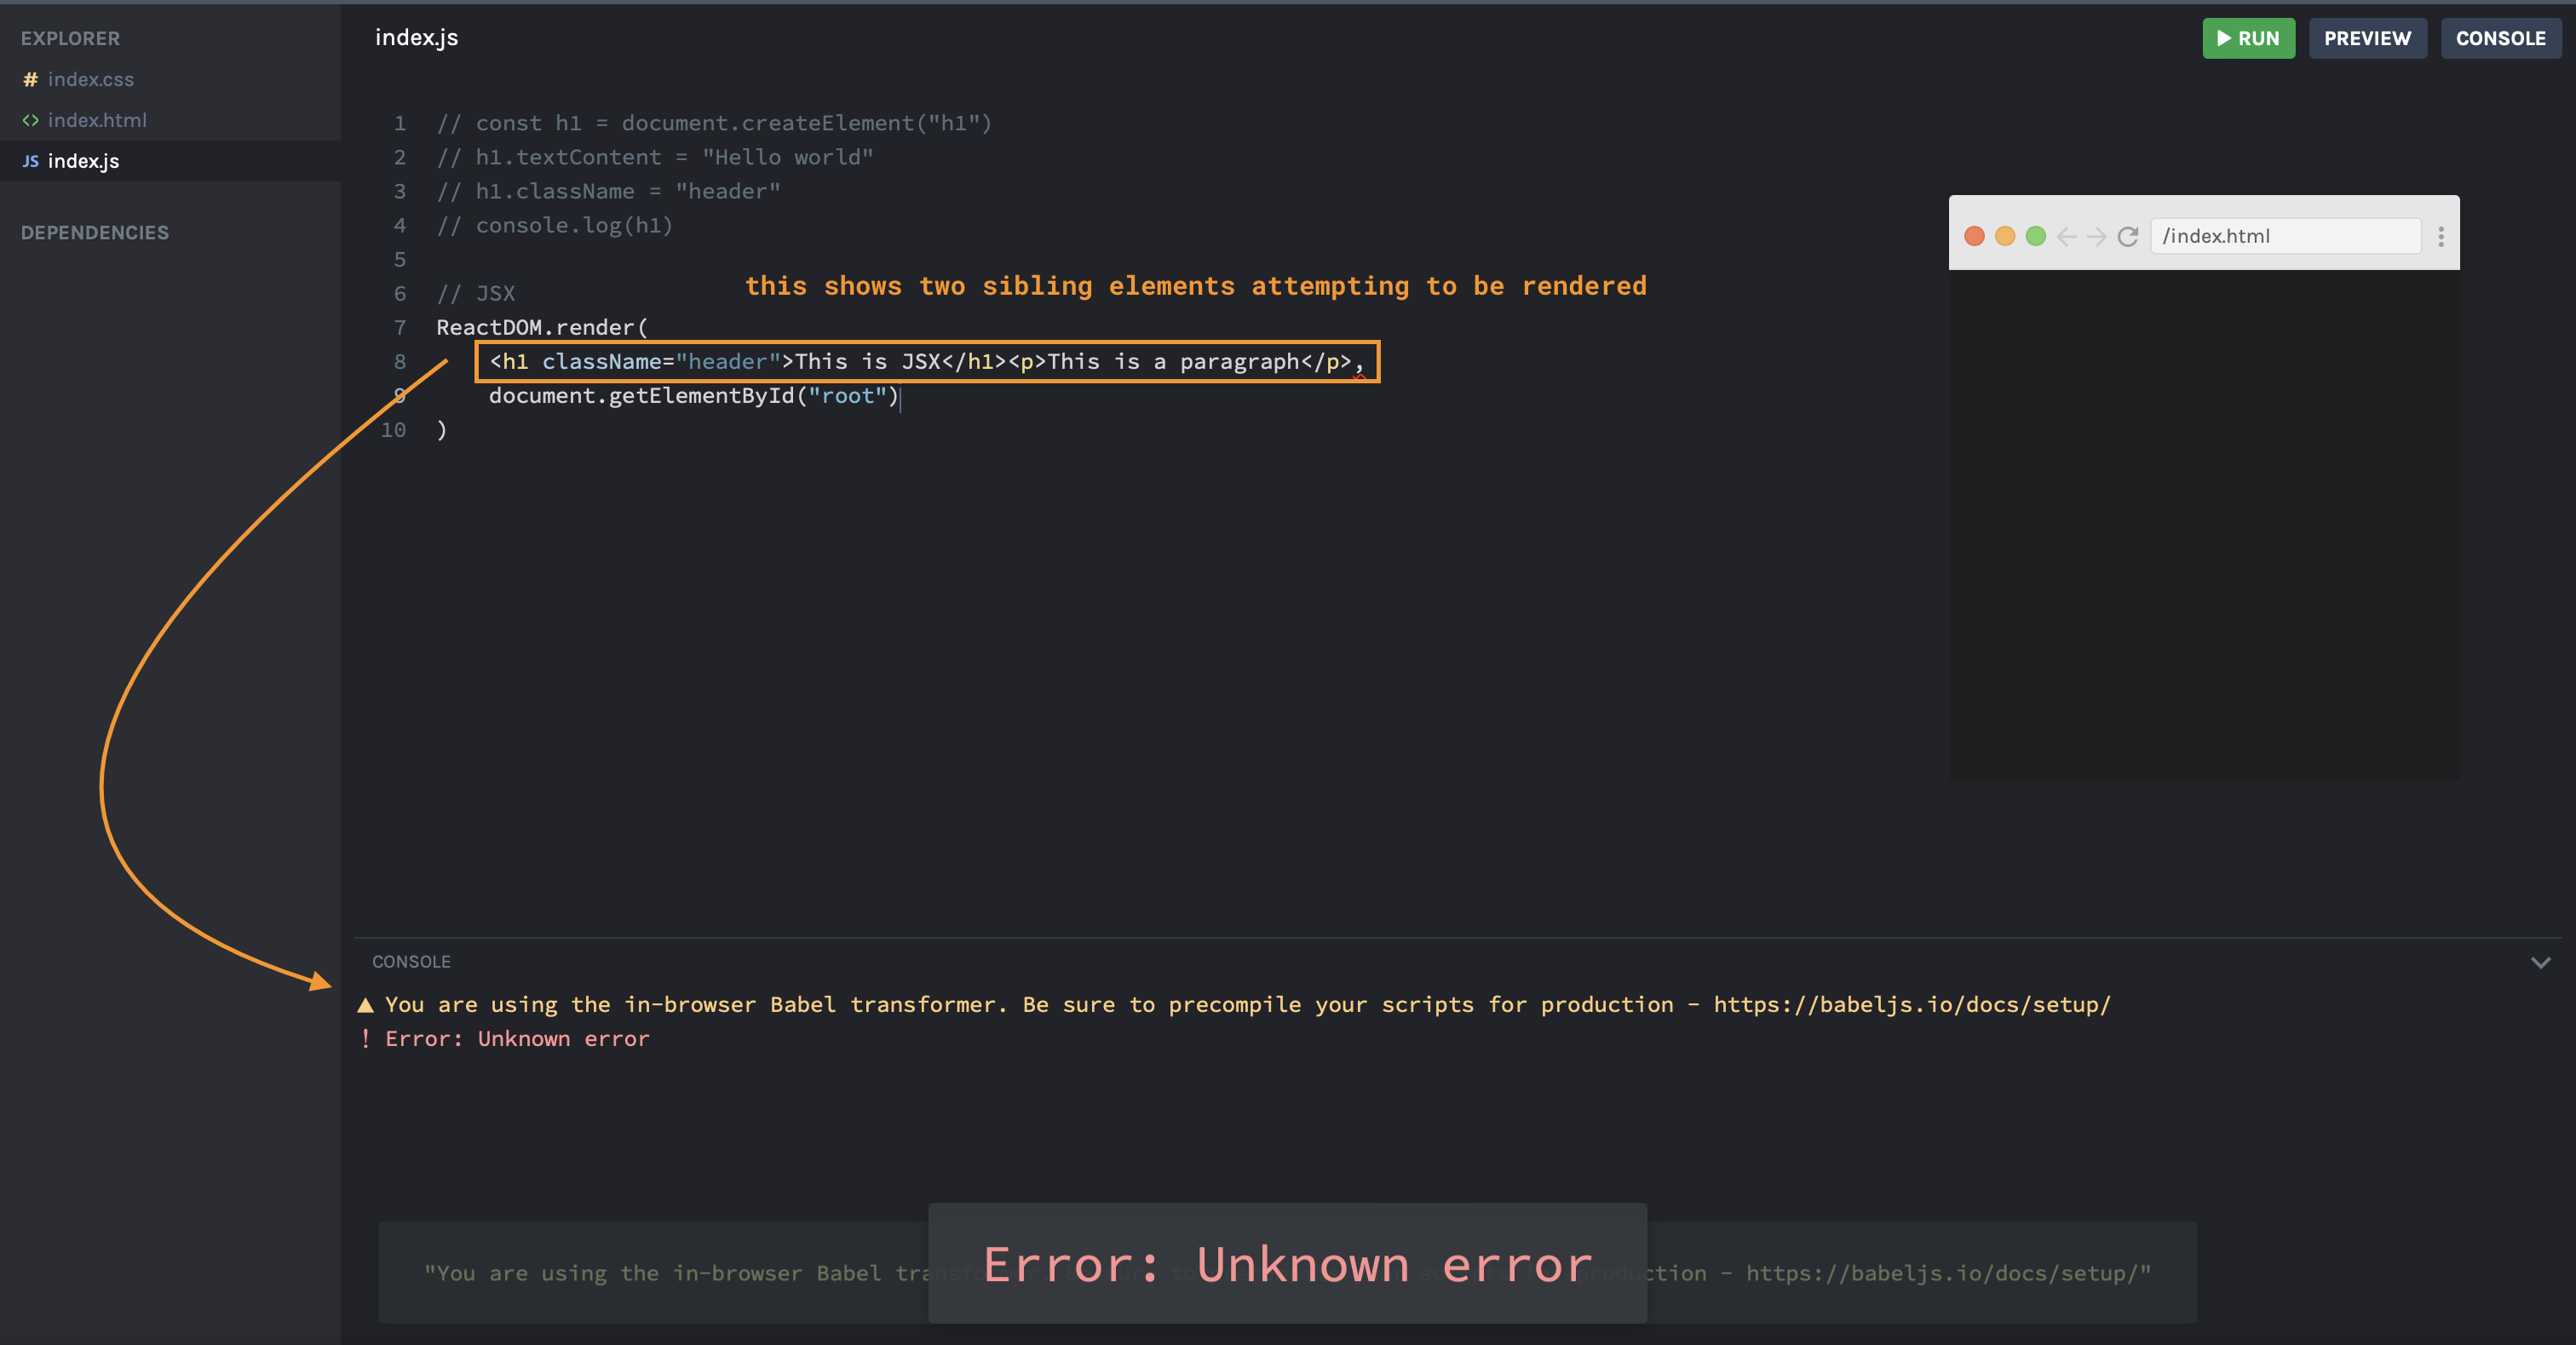 EXPLORER
# index.css
<> index.html
JS index.js
DEPENDENCIES
index.js
RUN
PREVIEW
CONSOLE
1 // const h1 = document.createElement("h1")
2 // h1.textContent = "Hello world"
3 // h1.className = "header"
4 // console.log(h1)
5
this shows two sibling elements attempting to be rendered
6 // JSX
7 ReactDOM.render(
8 <h1 className="header">This is JSX</h1><p>This is a paragraph</p>,
9 document.getElementById("root")
10 )
/index.html
CONSOLE
You are using the in-browser Babel transformer. Be sure to precompile your scripts for production - https://babeljs.io/docs/setup/
! Error: Unknown error
Error: Unknown error
"You are using the in-browser Babel - https://babeljs.io/docs/setup/"